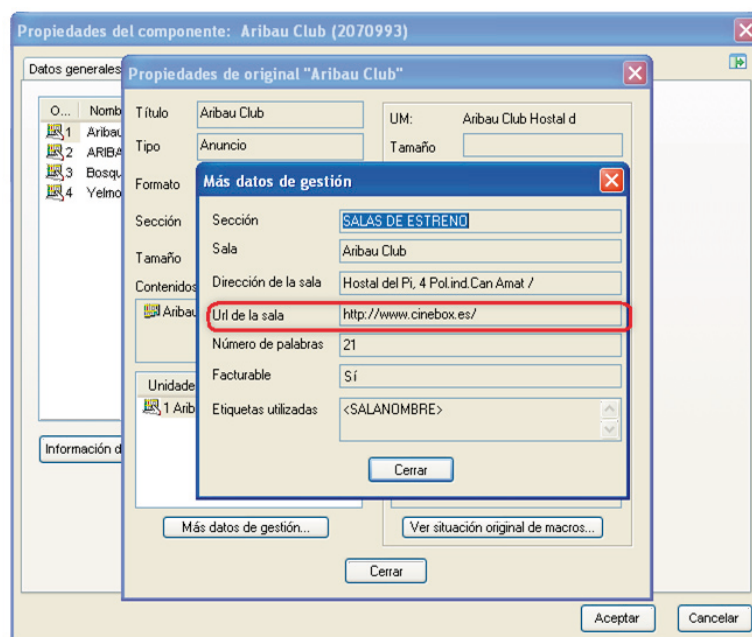 Propiedades del componente: Aribau Club (2070993)
Datos generales
Propiedades de original "Aribau Club"
O... Nomb
1 Aribau
2 ARIBA
3 Bosqu
4 Yelmo
Título Aribau Club
UM: Aribau Club Hostal d
Tipo Anuncio
Tamaño
Formato
Sección
Tamaño
Contenidos
Aribau
Más datos de gestión
Sección SALAS DE ESTRENO
Sala Aribau Club
Dirección de la sala Hostal del Pi, 4 Pol.ind.Can Amat /
Url de la sala http://www.cinebox.es/
Número de palabras 21
Facturable Sí
Etiquetas utilizadas <SALANOMBRE>
Cerrar
Unidade
1 Arib
Información d
Más datos de gestión...
Ver situación original de macros...
Cerrar
Aceptar
Cancelar